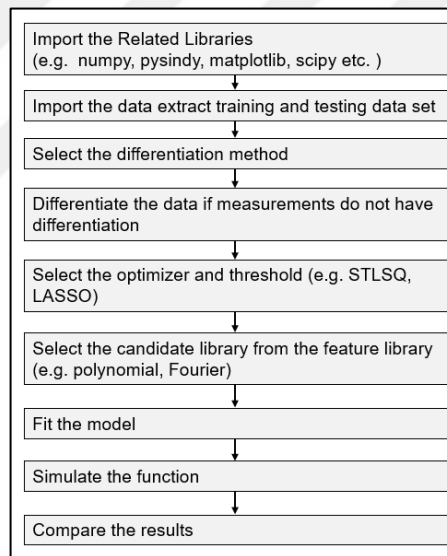 Import the Related Libraries
(e.g. numpy, pysindy, matplotlib, scipy etc. )
Import the data extract training and testing data set
Select the differentiation method
Differentiate the data if measurements do not have
differentiation
Select the optimizer and threshold (e.g. STLSQ,
LASSO)
Select the candidate library from the feature library
(e.g. polynomial, Fourier)
Fit the model
Simulate the function
Compare the results